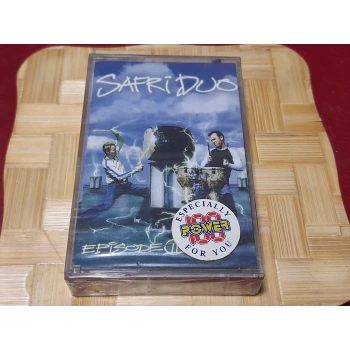 SAFRI DUO
EPISODE II
ESPECIALLY
100
POWER
FOR YOU